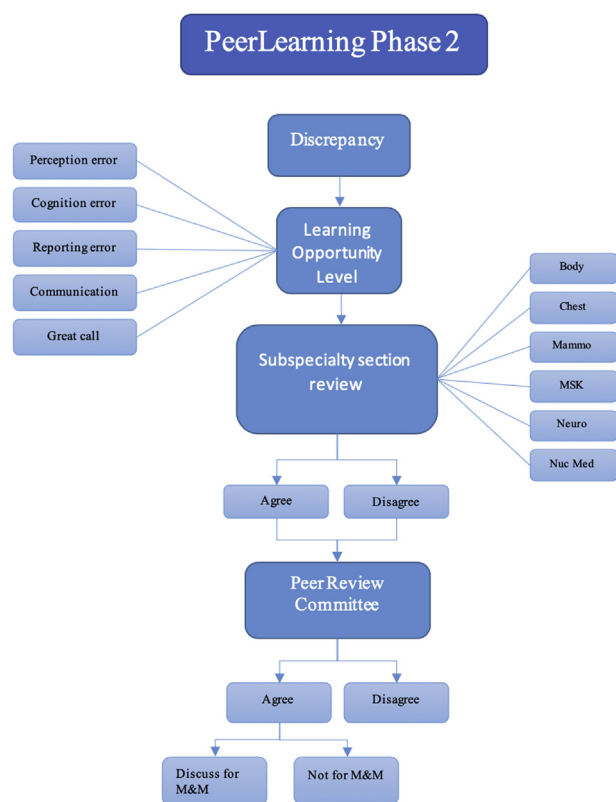 PeerLearning Phase 2
Discrepancy
Perception error
Cognition error
Reporting error
Communication
Great call
Learning
Opportunity
Level
Body
Chest
Mammo
MSK
Neuro
Nuc Med
Subspecialty section
review
Agree
Disagree
Peer Review
Committee
Agree
Disagree
Discuss for
M&M
Not for M&M